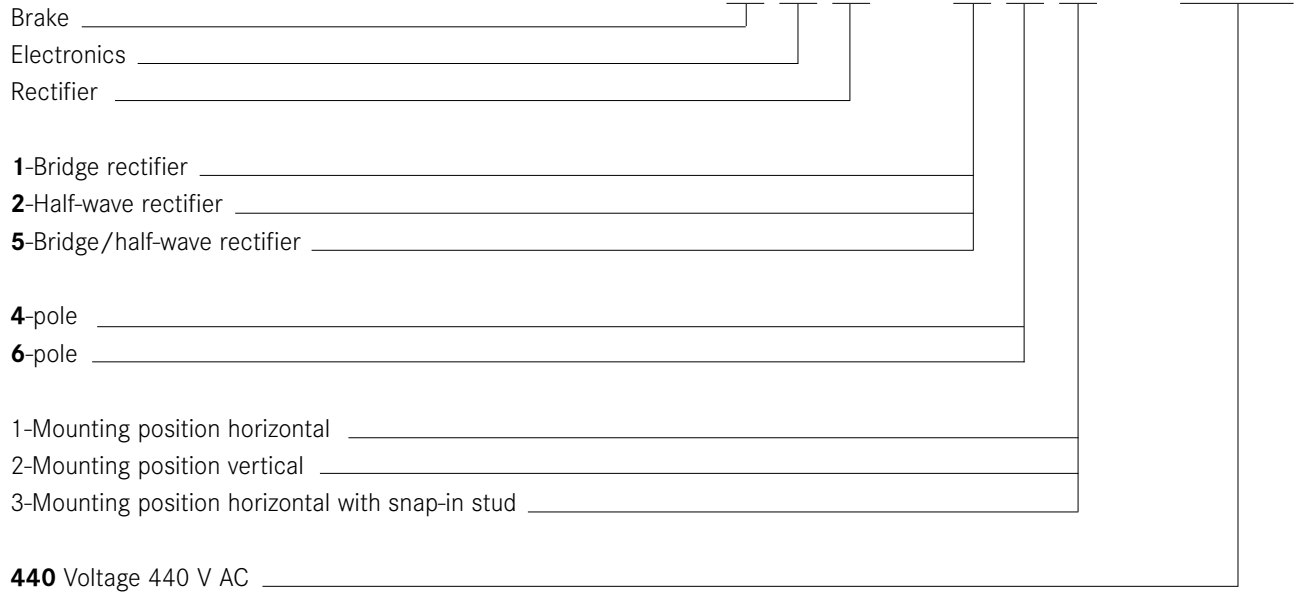 Brake
Electronics
Rectifier
1-Bridge rectifier
2-Half-wave rectifier
5-Bridge/half-wave rectifier
4-pole
6-pole
1-Mounting position horizontal
2-Mounting position vertical
3-Mounting position horizontal with snap-in stud
440 Voltage 440 V AC